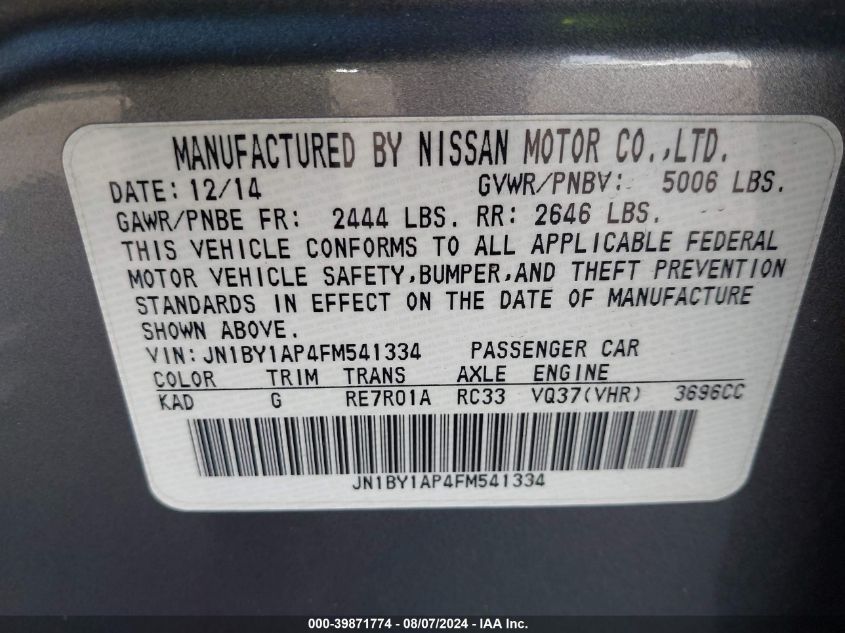 MANUFACTURED BY NISSAN MOTOR CO.,LTD.
DATE: 12/14 GVWR/PNBV: 5006 LBS.
GAWR/PNBE FR: 2444 LBS. RR: 2646 LBS.
THIS VEHICLE CONFORMS TO ALL APPLICABLE FEDERAL
MOTOR VEHICLE SAFETY,BUMPER,AND THEFT PREVENTION
STANDARDS IN EFFECT ON THE DATE OF MANUFACTURE
SHOWN ABOVE.
VIN:JN1BY1AP4FM541334 PASSENGER CAR
COLOR TRIM TRANS AXLE ENGINE
KAD G RE7R01A RC33 VQ37(VHR) 3696CC
JN1BY1AP4FM541334
000-39871774 - 08/07/2024 - IAA Inc.